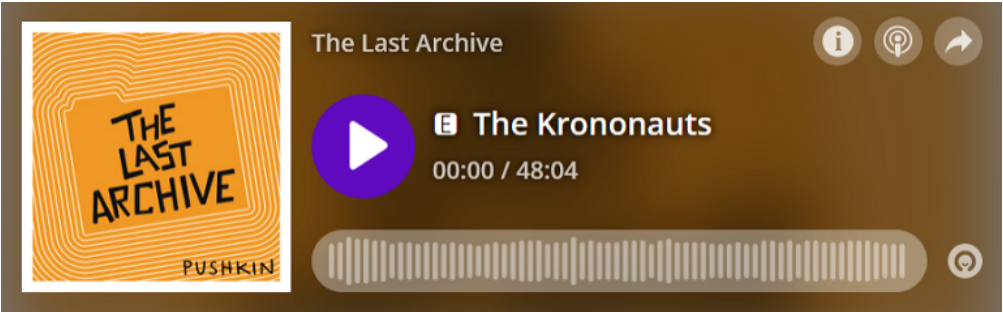 THE
LAST
ARCHIVE
PUSHKIN
The Last Archive
E The Krononauts
00:00 / 48:04